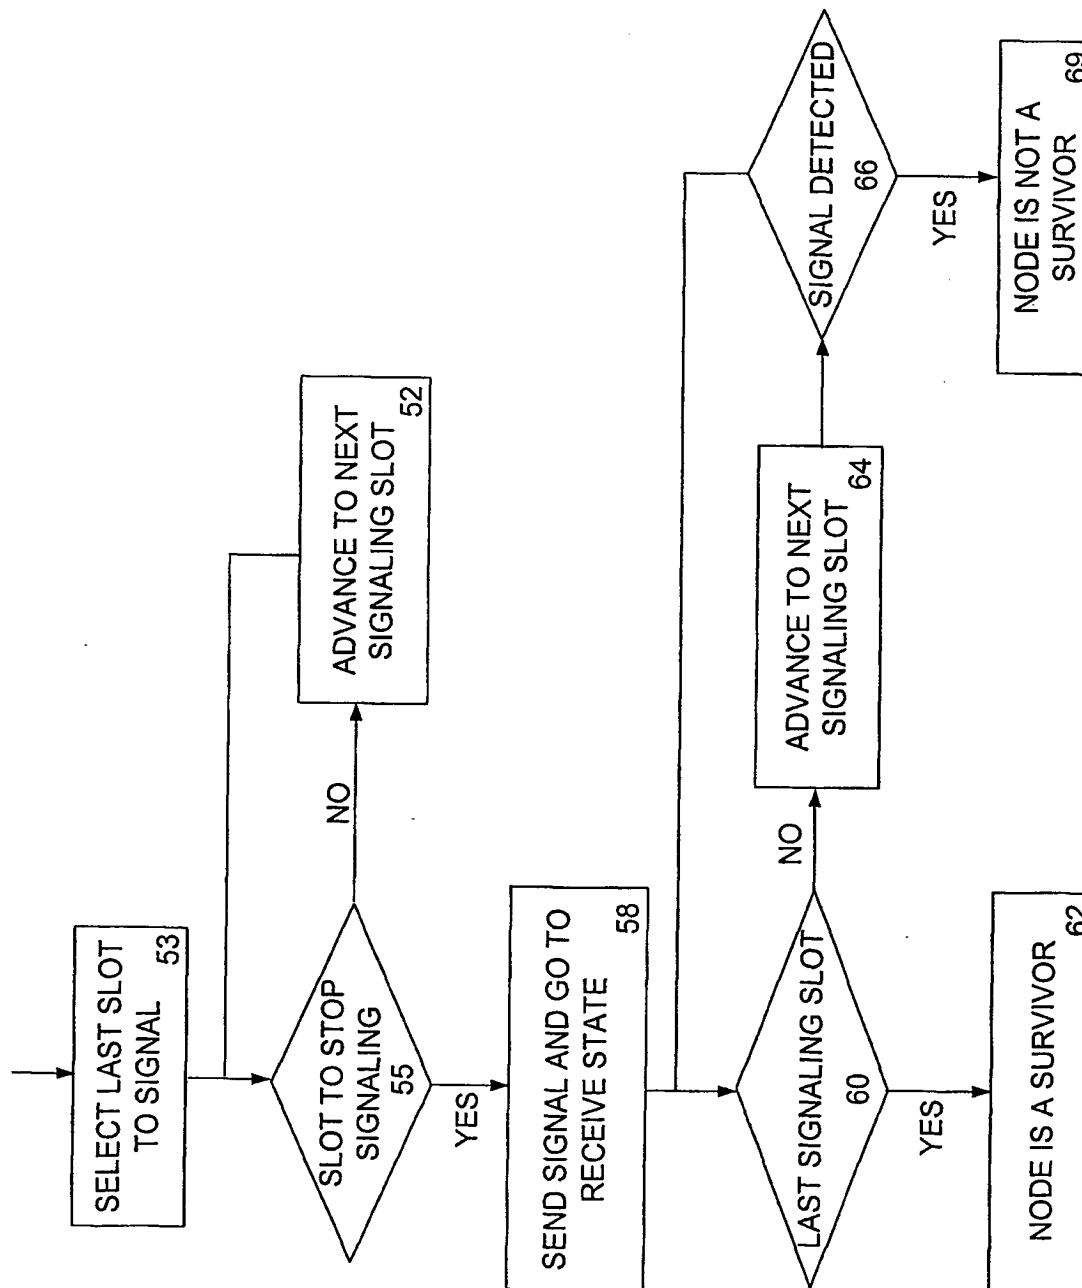 SELECT LAST SLOT
TO SIGNAL
53
SLOT TO STOP
SIGNALING
55
NO
ADVANCE TO NEXT
SIGNALING SLOT
52
YES
SEND SIGNAL AND GO TO
RECEIVE STATE
58
LAST SIGNALING SLOT
60
NO
ADVANCE TO NEXT
SIGNALING SLOT
64
SIGNAL DETECTED
66
YES
NODE IS NOT A
SURVIVOR
69
YES
NODE IS A SURVIVOR
62